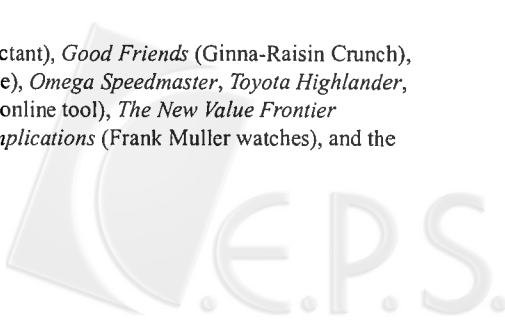 ctant), Good Friends (Ginna-Raisin Crunch),
e), Omega Speedmaster, Toyota Highlander,
online tool), The New Value Frontier
nplications (Frank Muller watches), and the
C.E.P.S.